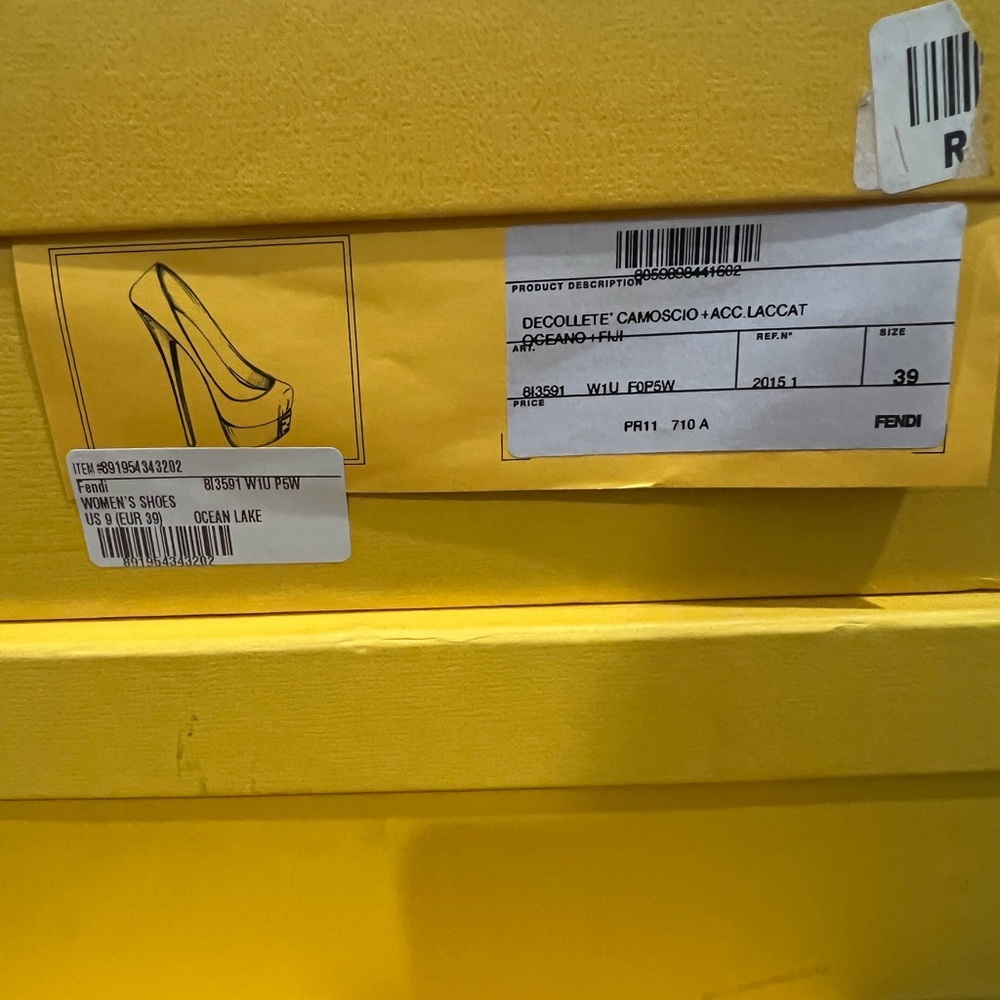 R
8059898441602
PRODUCT DESCRIPTION
DECOLLETE' CAMOSCIO +ACC.LACCAT
OCEANO +FIJI
ART.
REF.N°
SIZE
8I3591 W1U F0P5W
2015 1
39
PRICE
PR11 710 A
FENDI
ITEM #891954343202
Fendi 8I3591 W1U P5W
WOMEN'S SHOES
US 9 (EUR 39) OCEAN LAKE
891954343202